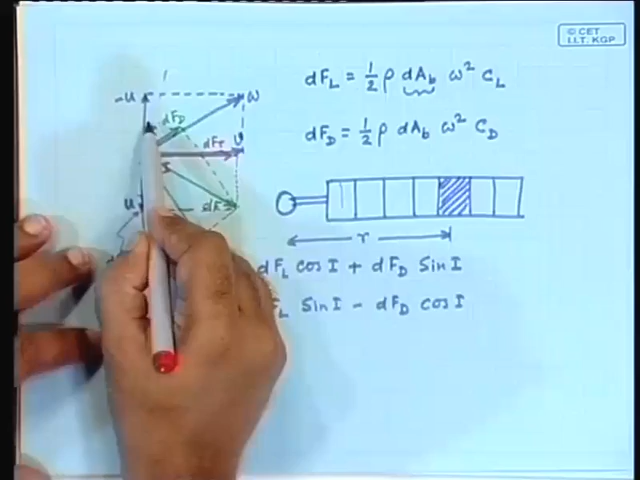 © CET
I.I.T. KGP
dF_L = 1/2 ρ dA_b ω² C_L
dF_D = 1/2 ρ dA_b ω² C_D
-u
ω
dF_D
dF_T
υ
u
r
dF_L cos I + dF_D Sin I
F_L Sin I - dF_D cos I